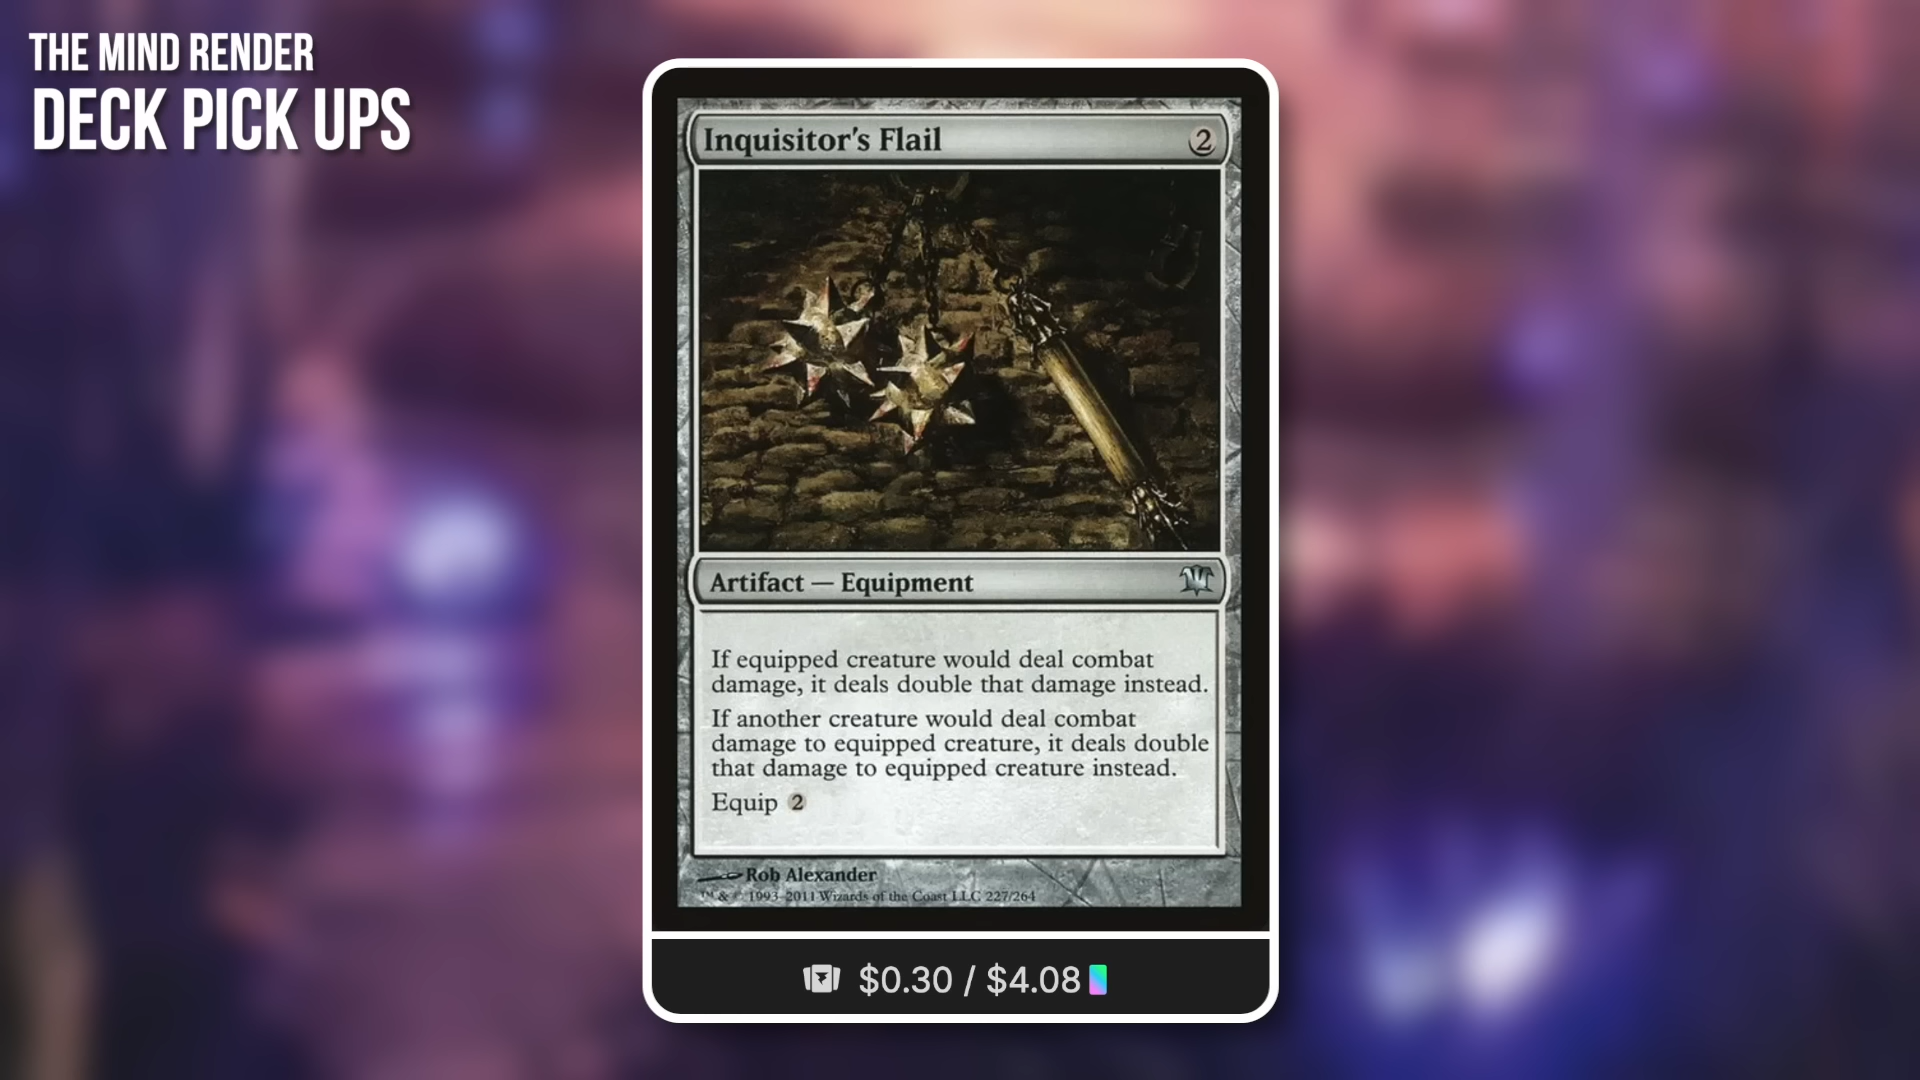 THE MIND RENDER
DECK PICK UPS
Inquisitor's Flail 2
Artifact — Equipment
If equipped creature would deal combat
damage, it deals double that damage instead.
If another creature would deal combat
damage to equipped creature, it deals double
that damage to equipped creature instead.
Equip 2
Rob Alexander
™ & © 1993–2011 Wizards of the Coast LLC 227/264
$0.30 / $4.08